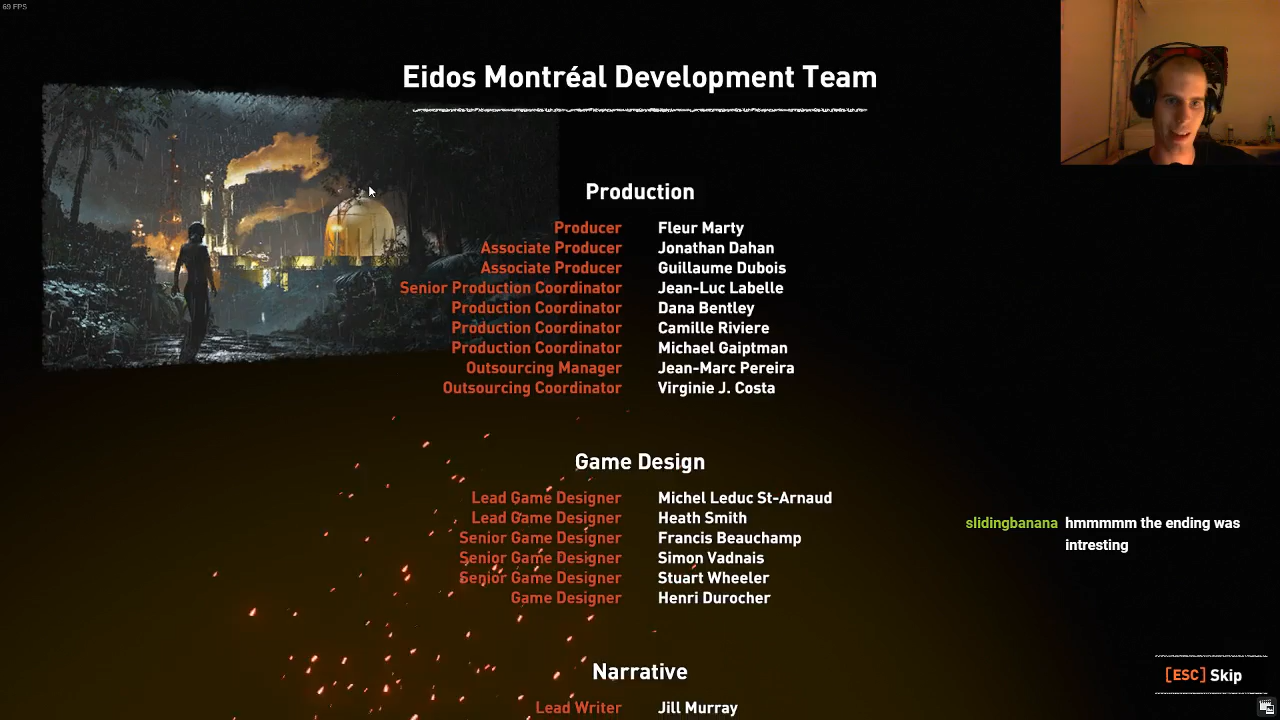 69 FPS
Eidos Montréal Development Team
Production
Producer Fleur Marty
Associate Producer Jonathan Dahan
Associate Producer Guillaume Dubois
Senior Production Coordinator Jean-Luc Labelle
Production Coordinator Dana Bentley
Production Coordinator Camille Riviere
Production Coordinator Michael Gaiptman
Outsourcing Manager Jean-Marc Pereira
Outsourcing Coordinator Virginie J. Costa
Game Design
Lead Game Designer Michel Leduc St-Arnaud
Lead Game Designer Heath Smith
Senior Game Designer Francis Beauchamp
Senior Game Designer Simon Vadnais
Senior Game Designer Stuart Wheeler
Game Designer Henri Durocher
slidingbanana hmmmmm the ending was
intresting
Narrative
[ESC] Skip
Lead Writer Jill Murray